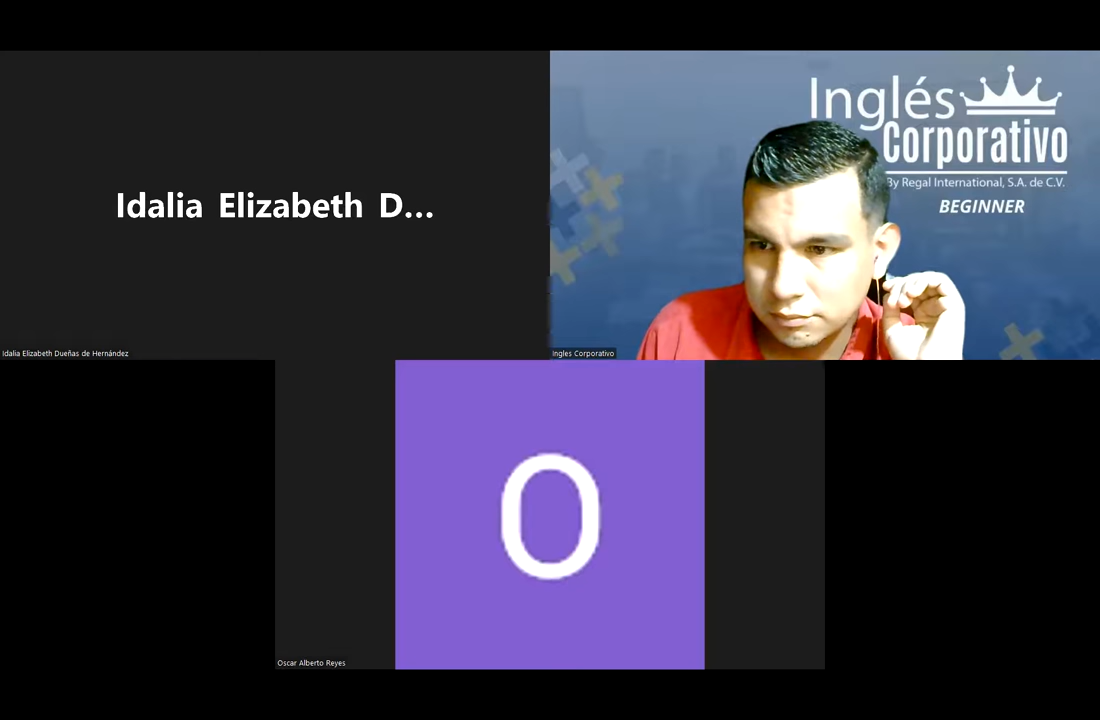 Idalia Elizabeth D...
Idalia Elizabeth Dueñas de Hernández
Inglés
Corporativo
By Regal International, S.A. de C.V.
BEGINNER
Ingles Corporativo
O
Oscar Alberto Reyes